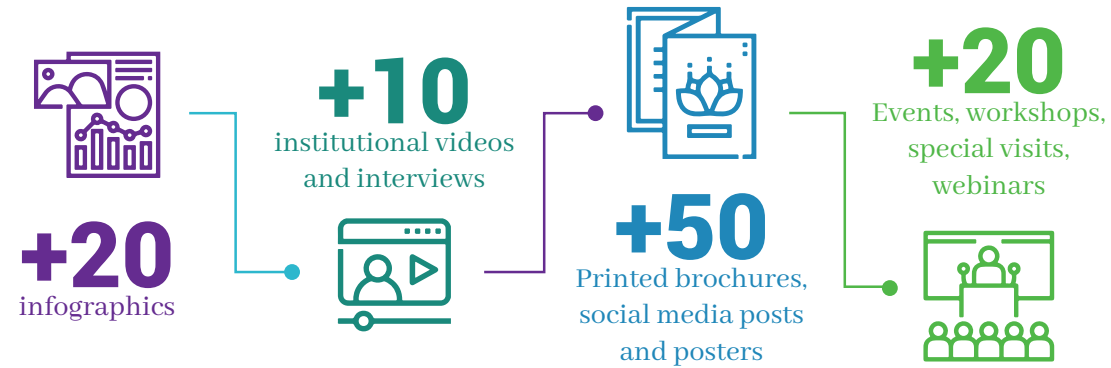 +20
infographics
+10
institutional videos
and interviews
+50
Printed brochures,
social media posts
and posters
+20
Events, workshops,
special visits,
webinars